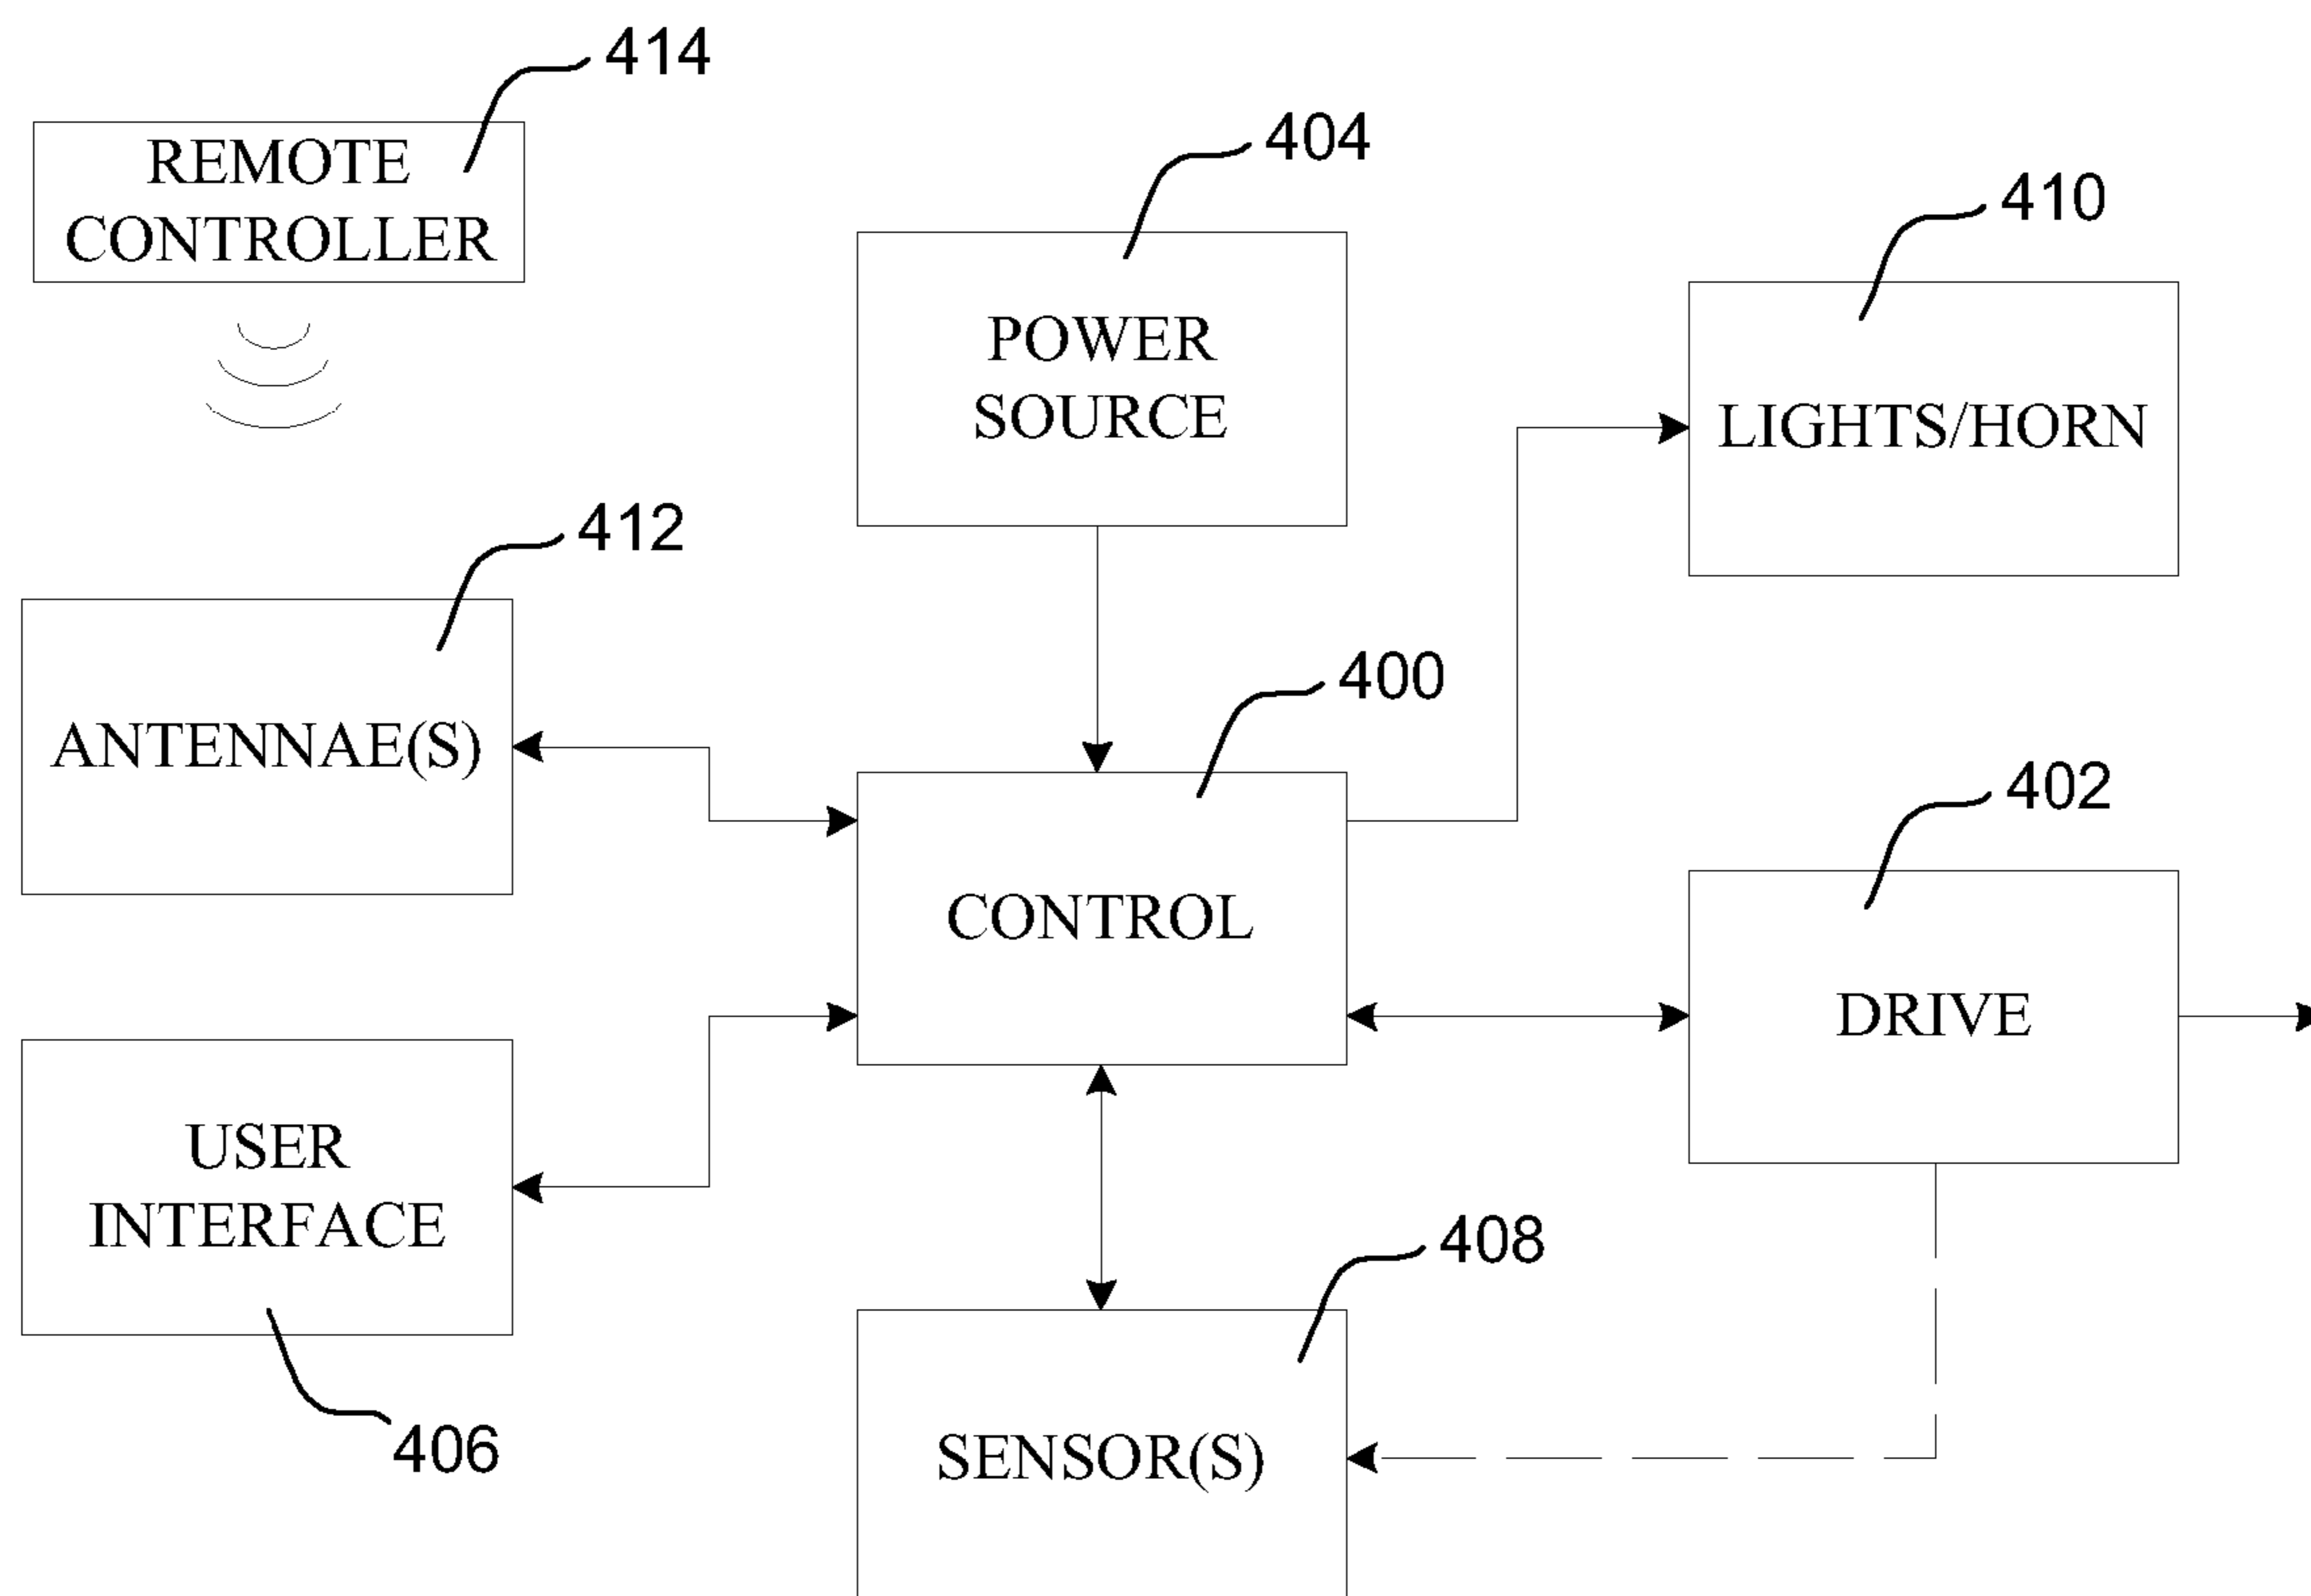 414
REMOTE
CONTROLLER
404
POWER
SOURCE
410
LIGHTS/HORN
412
ANTENNAE(S)
400
CONTROL
402
DRIVE
USER
INTERFACE
406
408
SENSOR(S)